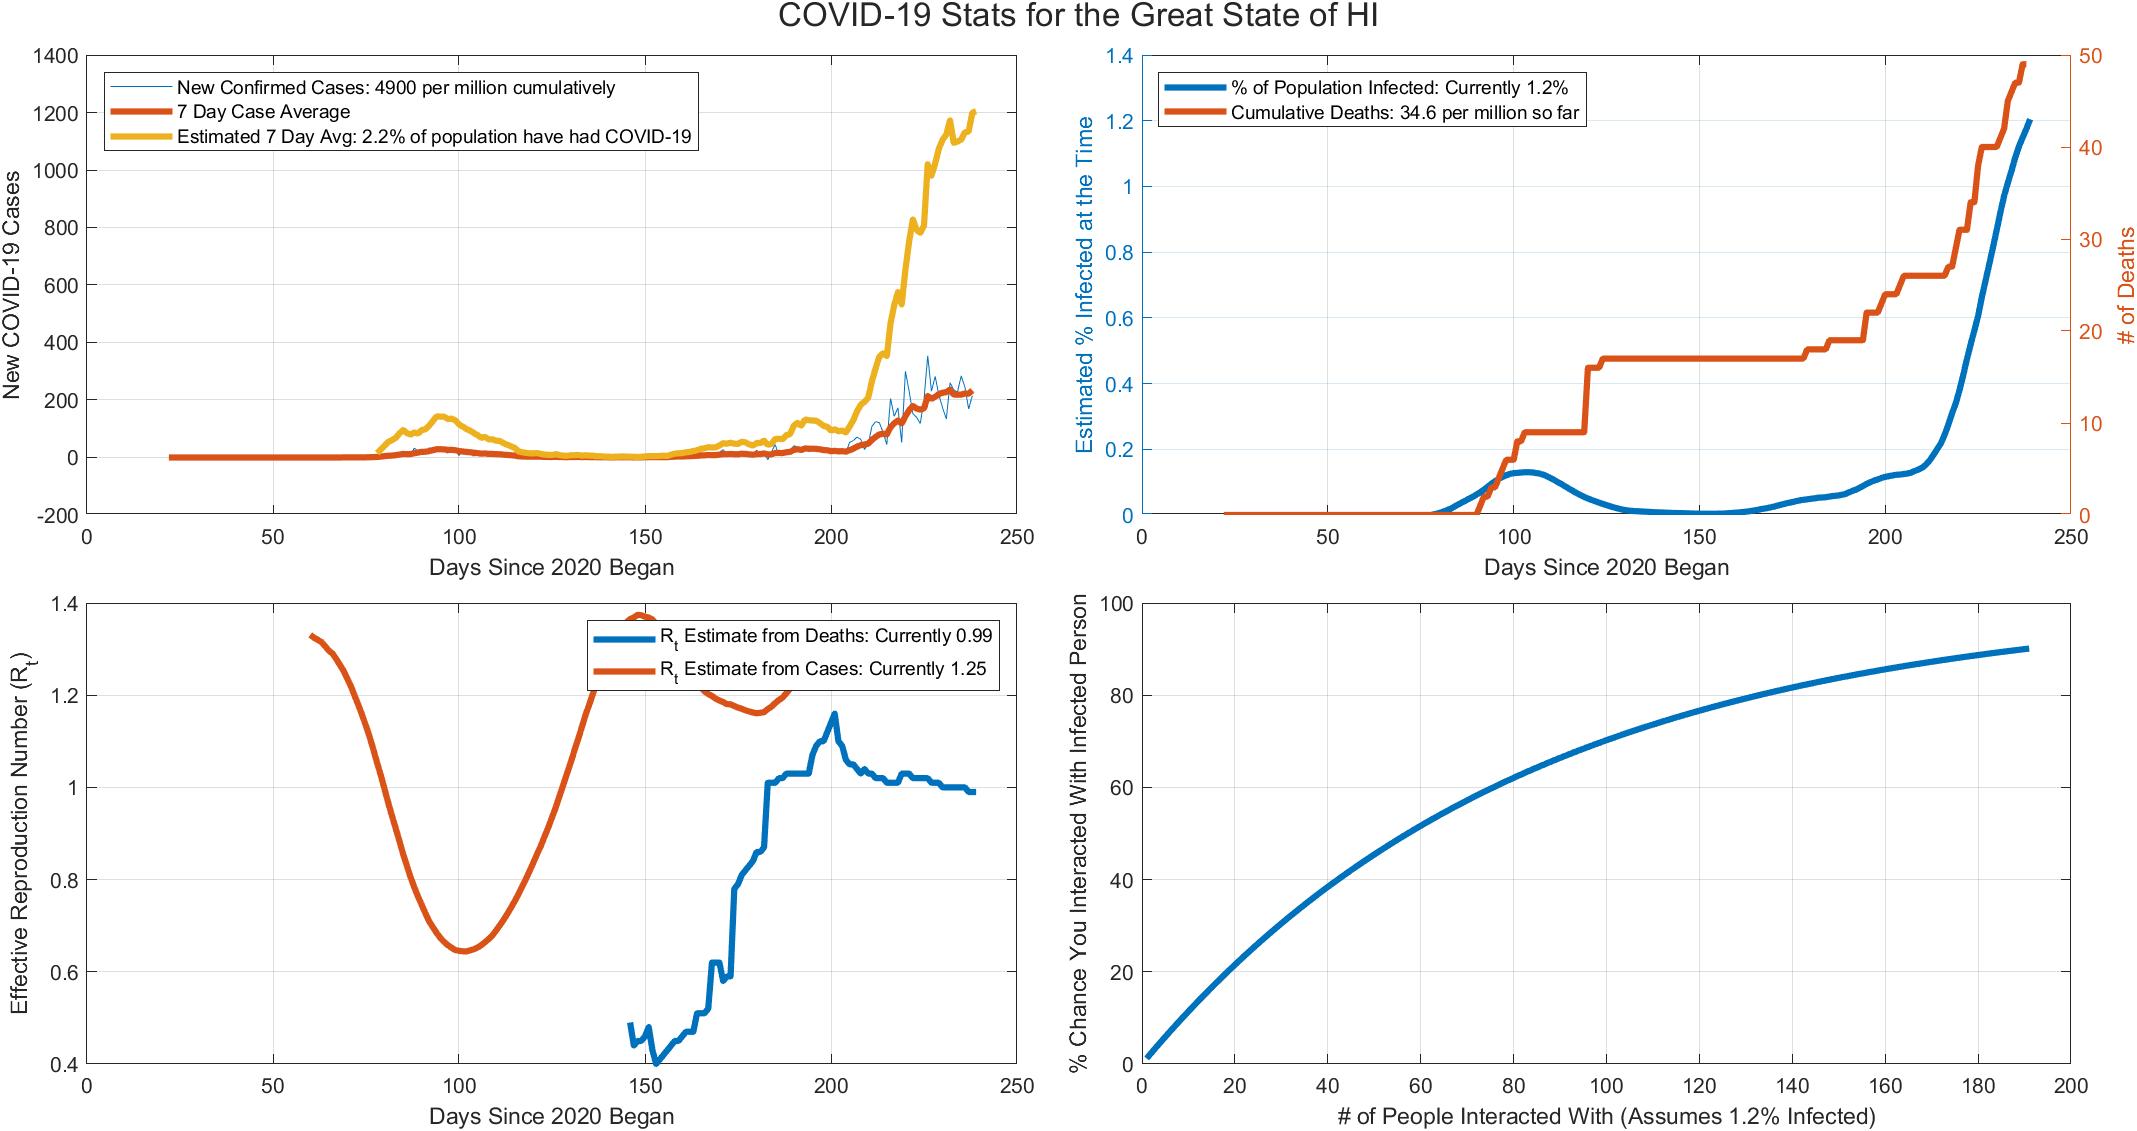 COVID-19 Stats for the Great State of HI
New Confirmed Cases: 4900 per million cumulatively
7 Day Case Average
Estimated 7 Day Avg: 2.2% of population have had COVID-19
New COVID-19 Cases
1400
1200
1000
800
600
400
200
0
-200
0 50 100 150 200 250
Days Since 2020 Began
% of Population Infected: Currently 1.2%
Cumulative Deaths: 34.6 per million so far
Estimated % Infected at the Time
1.4
1.2
1
0.8
0.6
0.4
0.2
0
50
40
30
20
10
0
# of Deaths
0 50 100 150 200 250
Days Since 2020 Began
Rt Estimate from Deaths: Currently 0.99
Rt Estimate from Cases: Currently 1.25
Effective Reproduction Number (Rt)
1.4
1.2
1
0.8
0.6
0.4
0 50 100 150 200 250
Days Since 2020 Began
% Chance You Interacted With Infected Person
100
80
60
40
20
0
0 20 40 60 80 100 120 140 160 180 200
# of People Interacted With (Assumes 1.2% Infected)